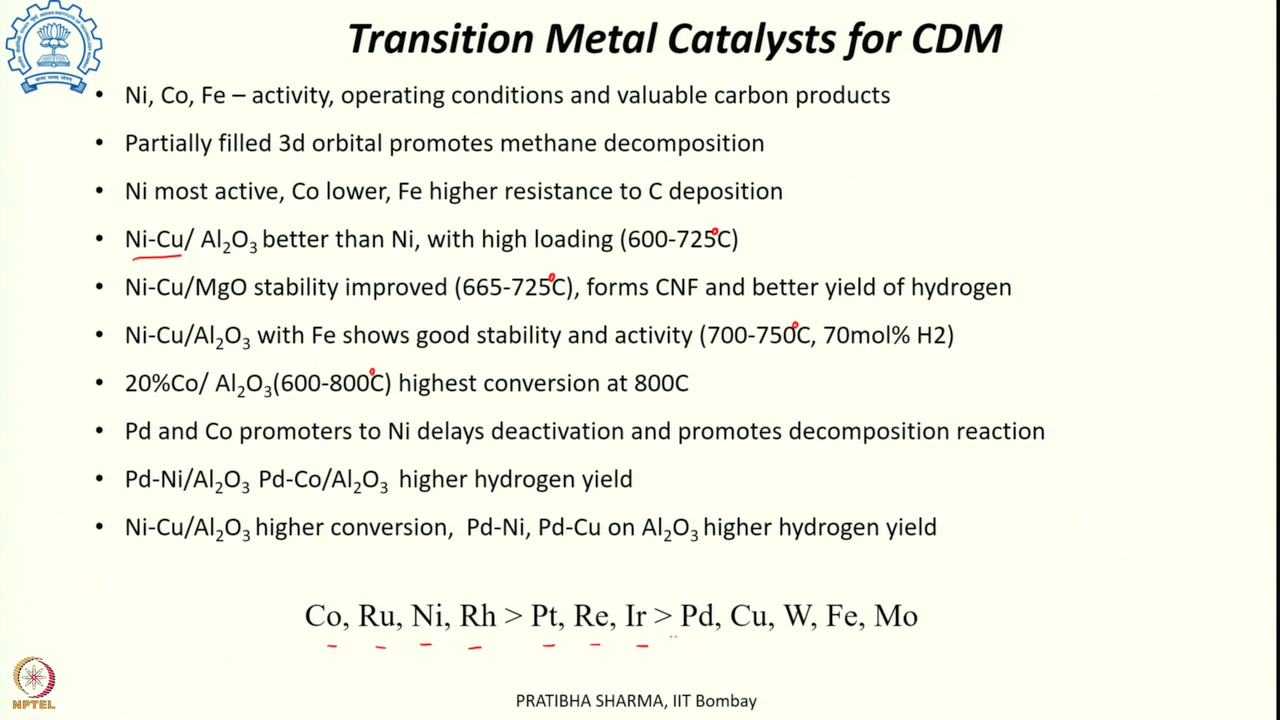 Transition Metal Catalysts for CDM
• Ni, Co, Fe – activity, operating conditions and valuable carbon products
• Partially filled 3d orbital promotes methane decomposition
• Ni most active, Co lower, Fe higher resistance to C deposition
• Ni-Cu/ Al₂O₃ better than Ni, with high loading (600-725°C)
• Ni-Cu/MgO stability improved (665-725°C), forms CNF and better yield of hydrogen
• Ni-Cu/Al₂O₃ with Fe shows good stability and activity (700-750°C, 70mol% H2)
• 20%Co/ Al₂O₃(600-800°C) highest conversion at 800C
• Pd and Co promoters to Ni delays deactivation and promotes decomposition reaction
• Pd-Ni/Al₂O₃ Pd-Co/Al₂O₃ higher hydrogen yield
• Ni-Cu/Al₂O₃ higher conversion, Pd-Ni, Pd-Cu on Al₂O₃ higher hydrogen yield
Co, Ru, Ni, Rh > Pt, Re, Ir > Pd, Cu, W, Fe, Mo
NPTEL
PRATIBHA SHARMA, IIT Bombay